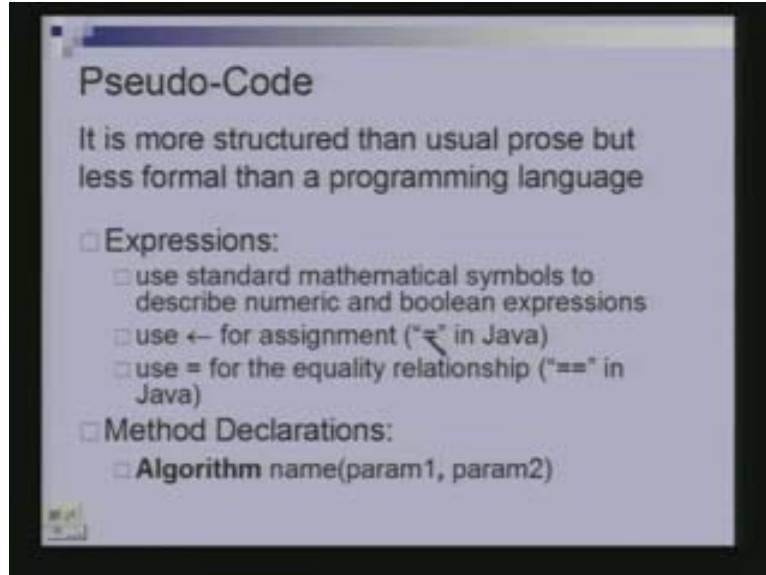 Pseudo-Code
It is more structured than usual prose but
less formal than a programming language
Expressions:
use standard mathematical symbols to
describe numeric and boolean expressions
use ← for assignment ("=" in Java)
use = for the equality relationship ("==" in
Java)
Method Declarations:
Algorithm name(param1, param2)